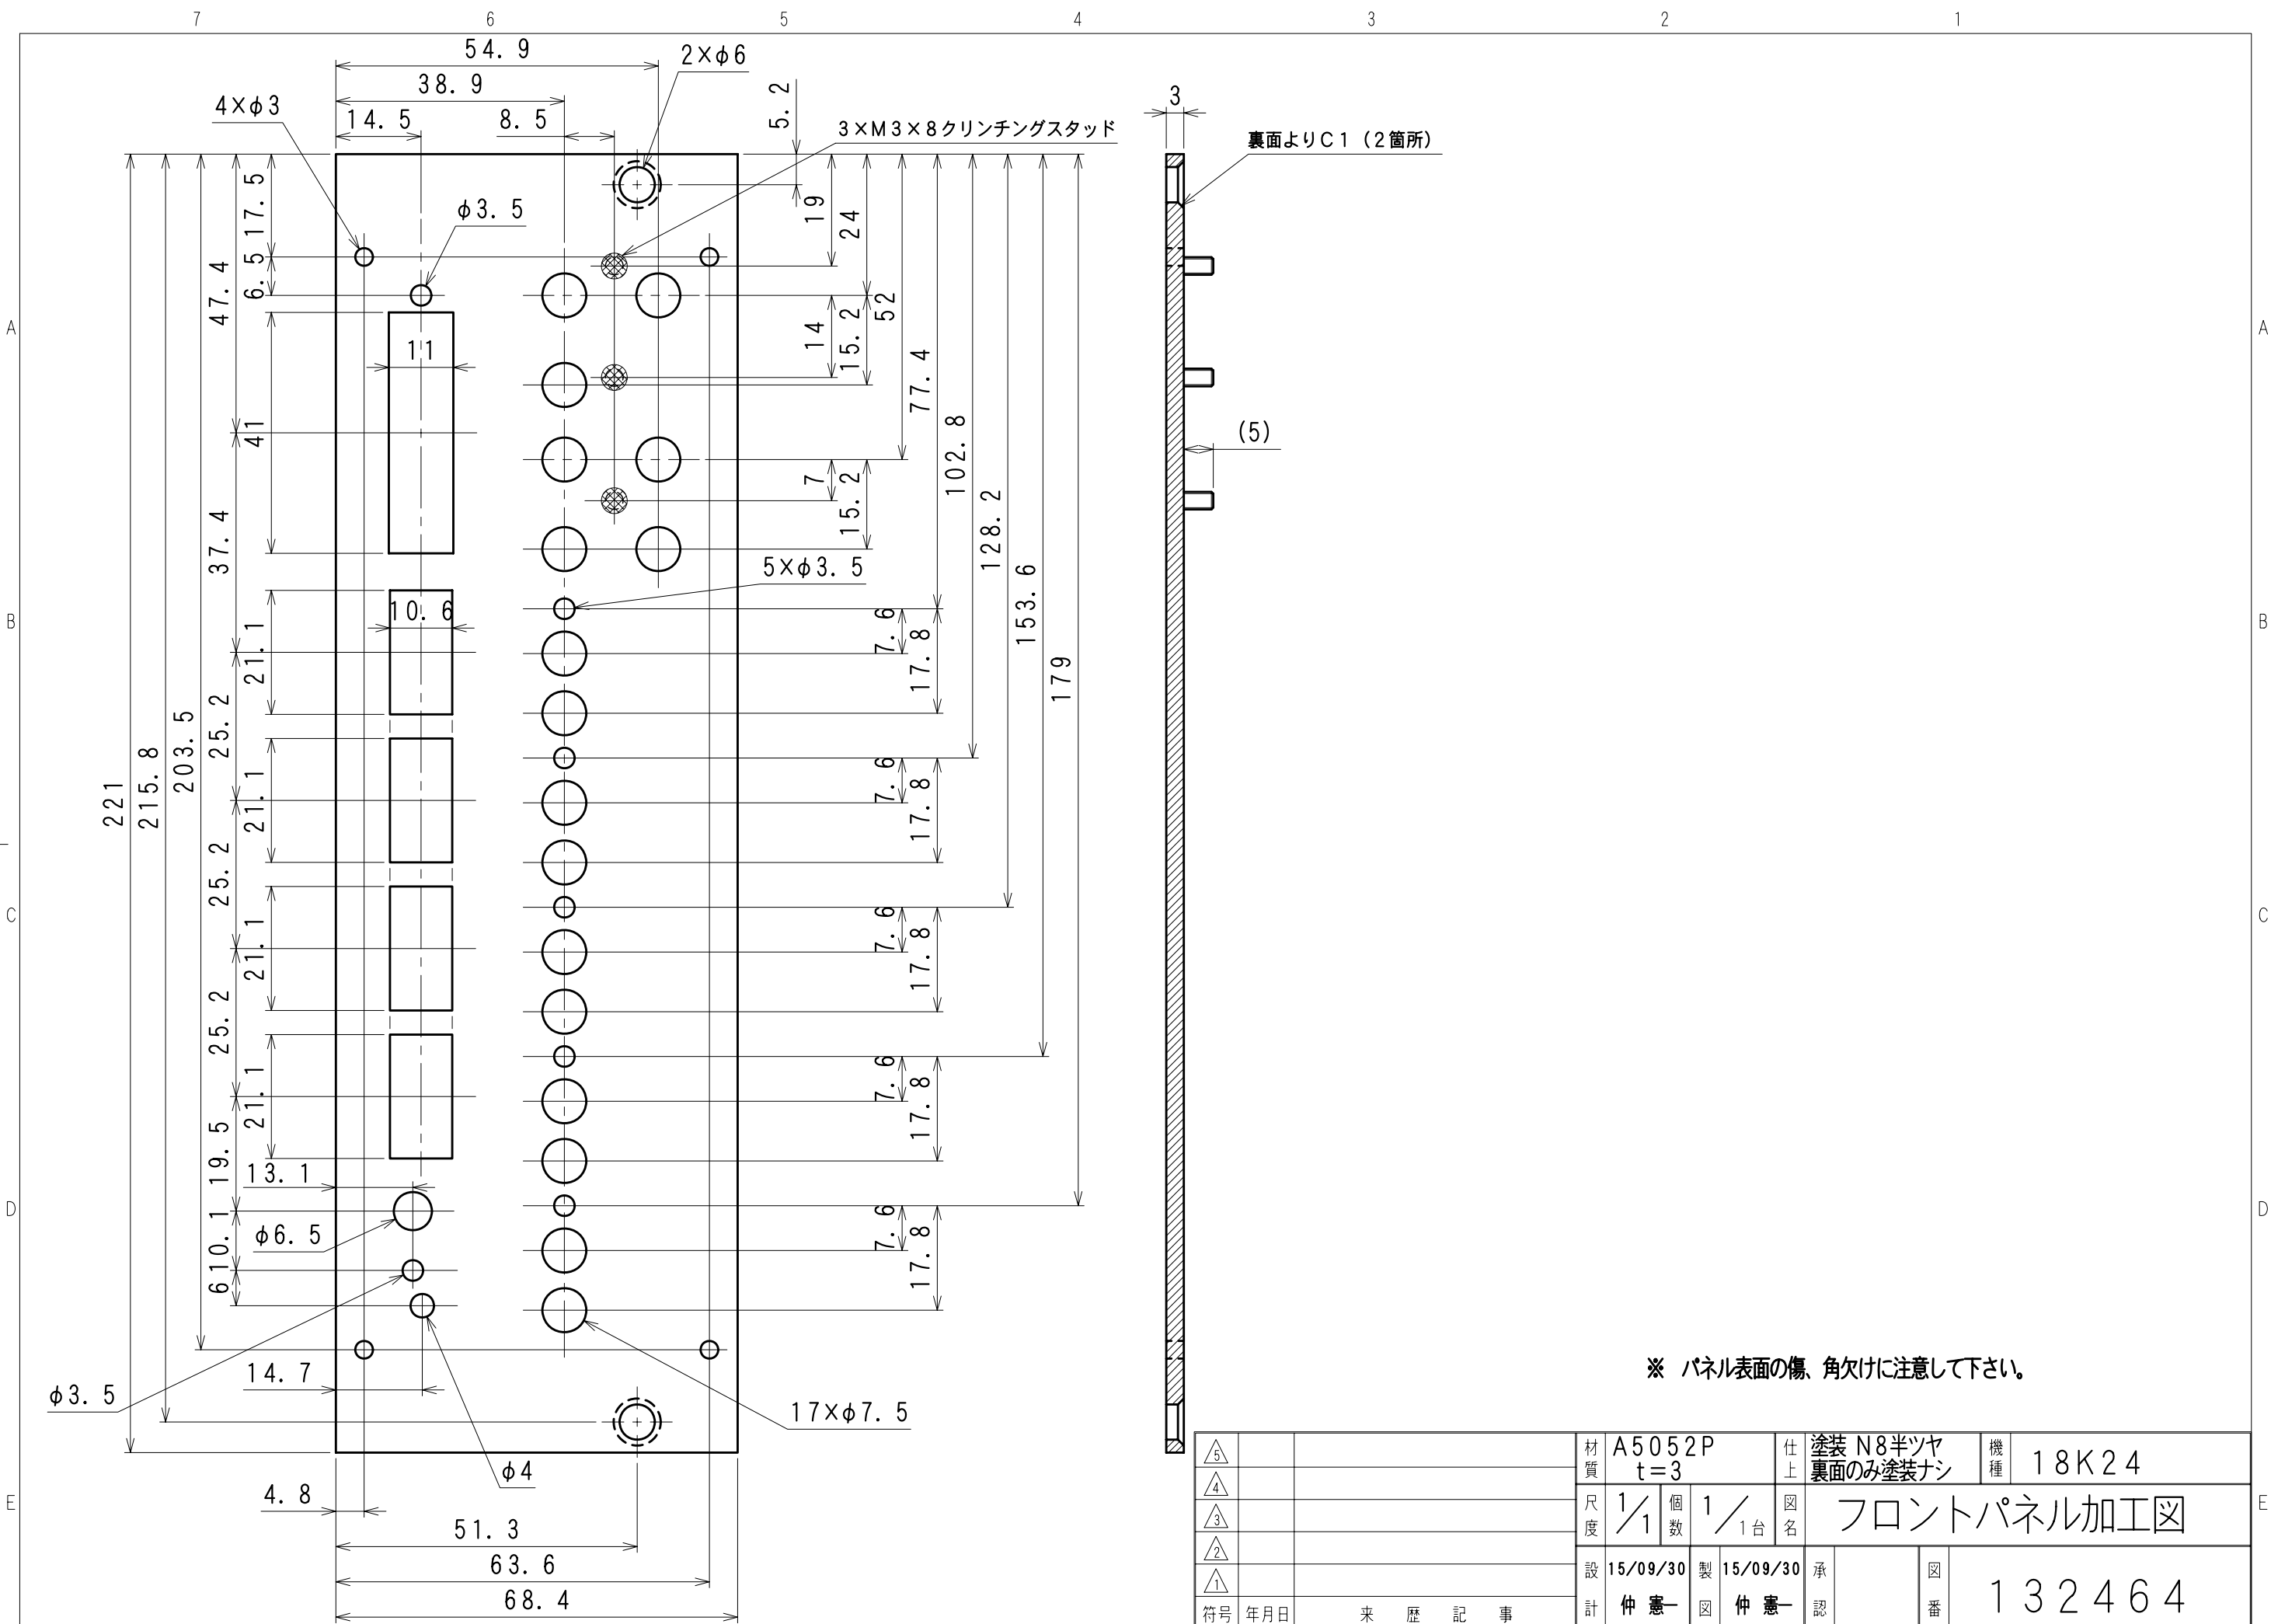 7 6 5 4 3 2 1
A
B
C
D
E
A
B
C
D
E
54.9
38.9
14.5
8.5
2×φ6
4×φ3
φ3.5
5.2
3×M3×8クリンチングスタッド
3
裏面よりC1（2箇所）
17.5
6.5
47.4
41
11
37.4
10.6
21.1
25.2
21.1
25.2
21.1
25.2
21.1
19.5
13.1
10.1
6
φ6.5
φ3.5
14.7
φ4
221
215.8
203.5
19
24
14
15.2
52
77.4
7
15.2
102.8
128.2
153.6
179
5×φ3.5
7.6
17.8
7.6
17.8
7.6
17.8
7.6
17.8
7.6
17.8
17×φ7.5
(5)
4.8
51.3
63.6
68.4
※ パネル表面の傷、角欠けに注意して下さい。
5
4
3
2
1
符号 年月日 来歴記事
材質 A5052P
t=3
仕上 塗装 N8半ツヤ
裏面のみ塗装ナシ
機種 18K24
尺度 1/1
個数 1/1台
図名 フロントパネル加工図
設計 15/09/30
仲 憲一
製図 15/09/30
仲 憲一
承認
図番 132464